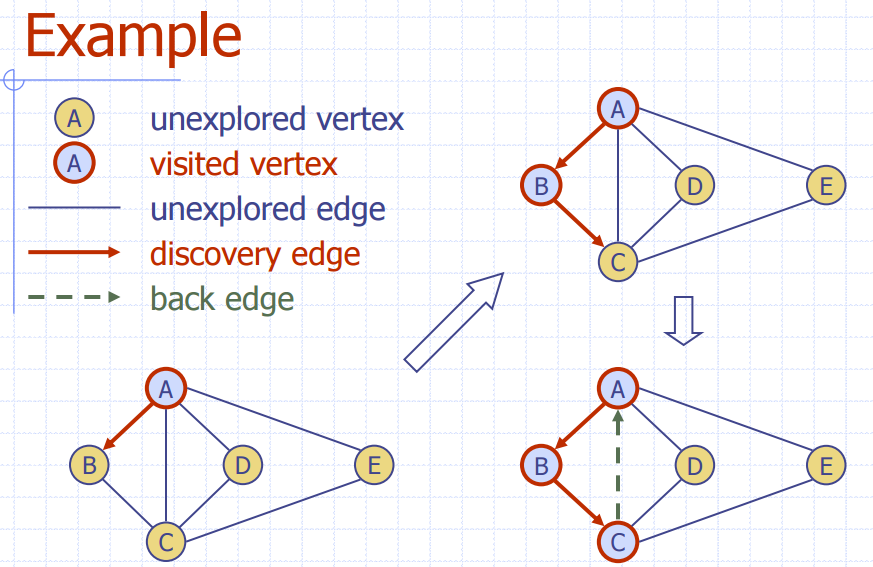 Example
A unexplored vertex
A visited vertex
unexplored edge
discovery edge
back edge
A
B
D
E
C
A
B
D
E
C
A
B
D
E
C